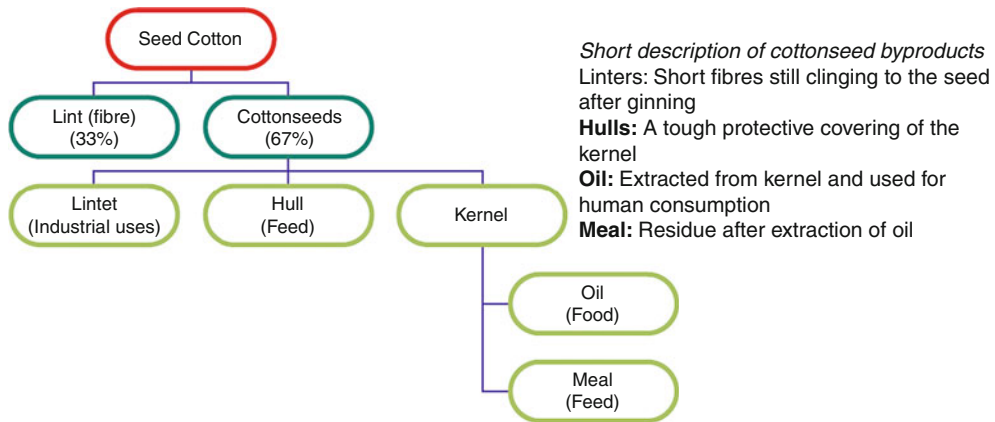 Seed Cotton
Lint (fibre)
(33%)
Cottonseeds
(67%)
Lintet
(Industrial uses)
Hull
(Feed)
Kernel
Oil
(Food)
Meal
(Feed)
Short description of cottonseed byproducts
Linters: Short fibres still clinging to the seed
after ginning
Hulls: A tough protective covering of the
kernel
Oil: Extracted from kernel and used for
human consumption
Meal: Residue after extraction of oil